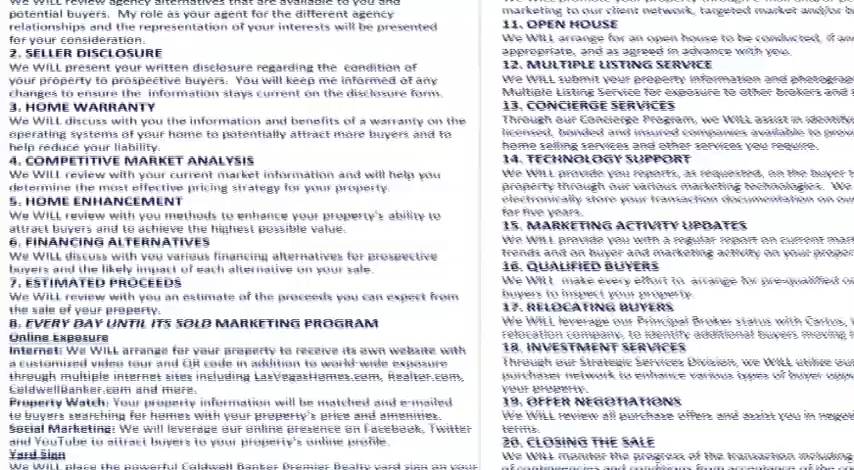 We WILL review agency alternatives that are available to you and
potential buyers. My role as your agent for the different agency
relationships and the representation of your interests will be presented
for your consideration.
2. SELLER DISCLOSURE
We WILL present your written disclosure regarding the condition of
your property to prospective buyers. You will keep me informed of any
changes to ensure the information stays current on the disclosure form.
3. HOME WARRANTY
We WILL discuss with you the information and benefits of a warranty on the
operating systems of your home to potentially attract more buyers and to
help reduce your liability.
4. COMPETITIVE MARKET ANALYSIS
We WILL review with your current market information and will help you
determine the most effective pricing strategy for your property.
5. HOME ENHANCEMENT
We WILL review with you methods to enhance your property's ability to
attract buyers and to achieve the highest possible value.
6. FINANCING ALTERNATIVES
We WILL discuss with you various financing alternatives for prospective
buyers and the likely impact of each alternative on your sale.
7. ESTIMATED PROCEEDS
We WILL review with you an estimate of the proceeds you can expect from
the sale of your property.
8. EVERY DAY UNTIL ITS SOLD MARKETING PROGRAM
Online Exposure
Internet: We WILL arrange for your property to receive its own website with
a customized video tour and QR code in addition to world-wide exposure
through multiple internet sites including LasVegasHomes.com, Realtor.com,
ColdwellBanker.com and more.
Property Watch: Your property information will be matched and e-mailed
to buyers searching for homes with your property's price and amenities.
Social Marketing: We will leverage our online presence on Facebook, Twitter
and YouTube to attract buyers to your property's online profile.
Yard Sign
We WILL place the powerful Coldwell Banker Premier Realty yard sign on your
marketing to our client network, targeted market and/or
11. OPEN HOUSE
We WILL arrange for an open house to be conducted, if
appropriate, and as agreed in advance with you.
12. MULTIPLE LISTING SERVICE
We WILL submit your property information and
Multiple Listing Service for exposure to other brokers and
13. CONCIERGE SERVICES
Through our Concierge Program, we WILL assist in
licensed, bonded and insured companies available to
home selling services and other services you require.
14. TECHNOLOGY SUPPORT
We WILL provide you reports, as requested, on the buyer
property through our various marketing technologies. We
electronically store your transaction documentation on
for five years.
15. MARKETING ACTIVITY UPDATES
We WILL provide you with a regular report on current
trends and on buyer and marketing activity on your
16. QUALIFIED BUYERS
We WILL make every effort to arrange for pre-qualified
buyers to inspect your property.
17. RELOCATING BUYERS
We WILL leverage our Principal Broker status with Cartus,
relocation company, to identify additional buyers moving
18. INVESTMENT SERVICES
Through our Strategic Services Division, we WILL utilize
purchaser network to enhance various types of buyer
your property.
19. OFFER NEGOTIATIONS
We WILL review all purchase offers and assist you in
terms.
20. CLOSING THE SALE
We WILL monitor the progress of the
of contingencies and conditions from acceptance of the